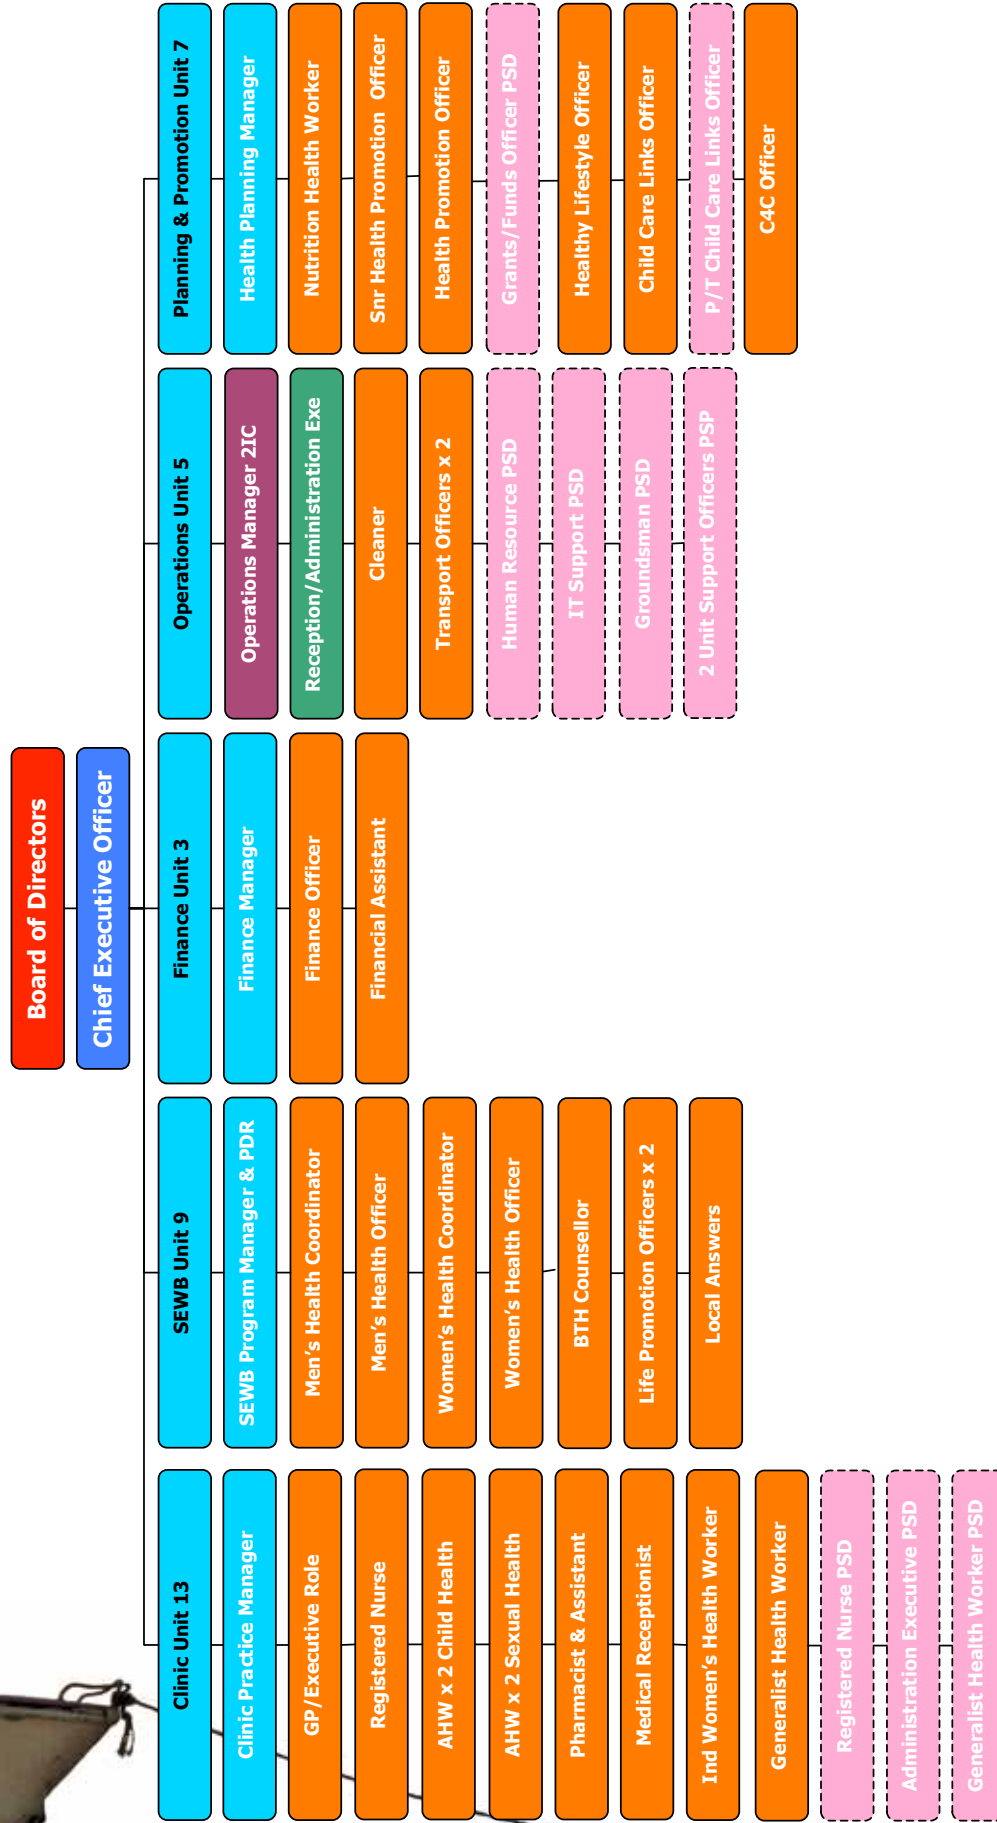 Board of Directors
Chief Executive Officer
Clinic Unit 13
Clinic Practice Manager
GP/Executive Role
Registered Nurse
AHW x 2 Child Health
AHW x 2 Sexual Health
Pharmacist & Assistant
Medical Receptionist
Ind Women’s Health Worker
Generalist Health Worker
Registered Nurse PSD
Administration Executive PSD
Generalist Health Worker PSD
SEWB Unit 9
SEWB Program Manager & PDR
Men’s Health Coordinator
Men’s Health Officer
Women’s Health Coordinator
Women’s Health Officer
BTH Counsellor
Life Promotion Officers x 2
Local Answers
Finance Unit 3
Finance Manager
Finance Officer
Financial Assistant
Operations Unit 5
Operations Manager 2IC
Reception/Administration Exe
Cleaner
Transport Officers x 2
Human Resource PSD
IT Support PSD
Groundsman PSD
2 Unit Support Officers PSP
Planning & Promotion Unit 7
Health Planning Manager
Nutrition Health Worker
Snr Health Promotion Officer
Health Promotion Officer
Grants/Funds Officer PSD
Healthy Lifestyle Officer
Child Care Links Officer
P/T Child Care Links Officer
C4C Officer